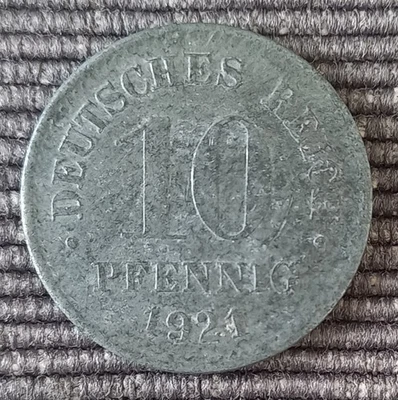 DEUTSCHES REICH
10
PFENNIG
1921